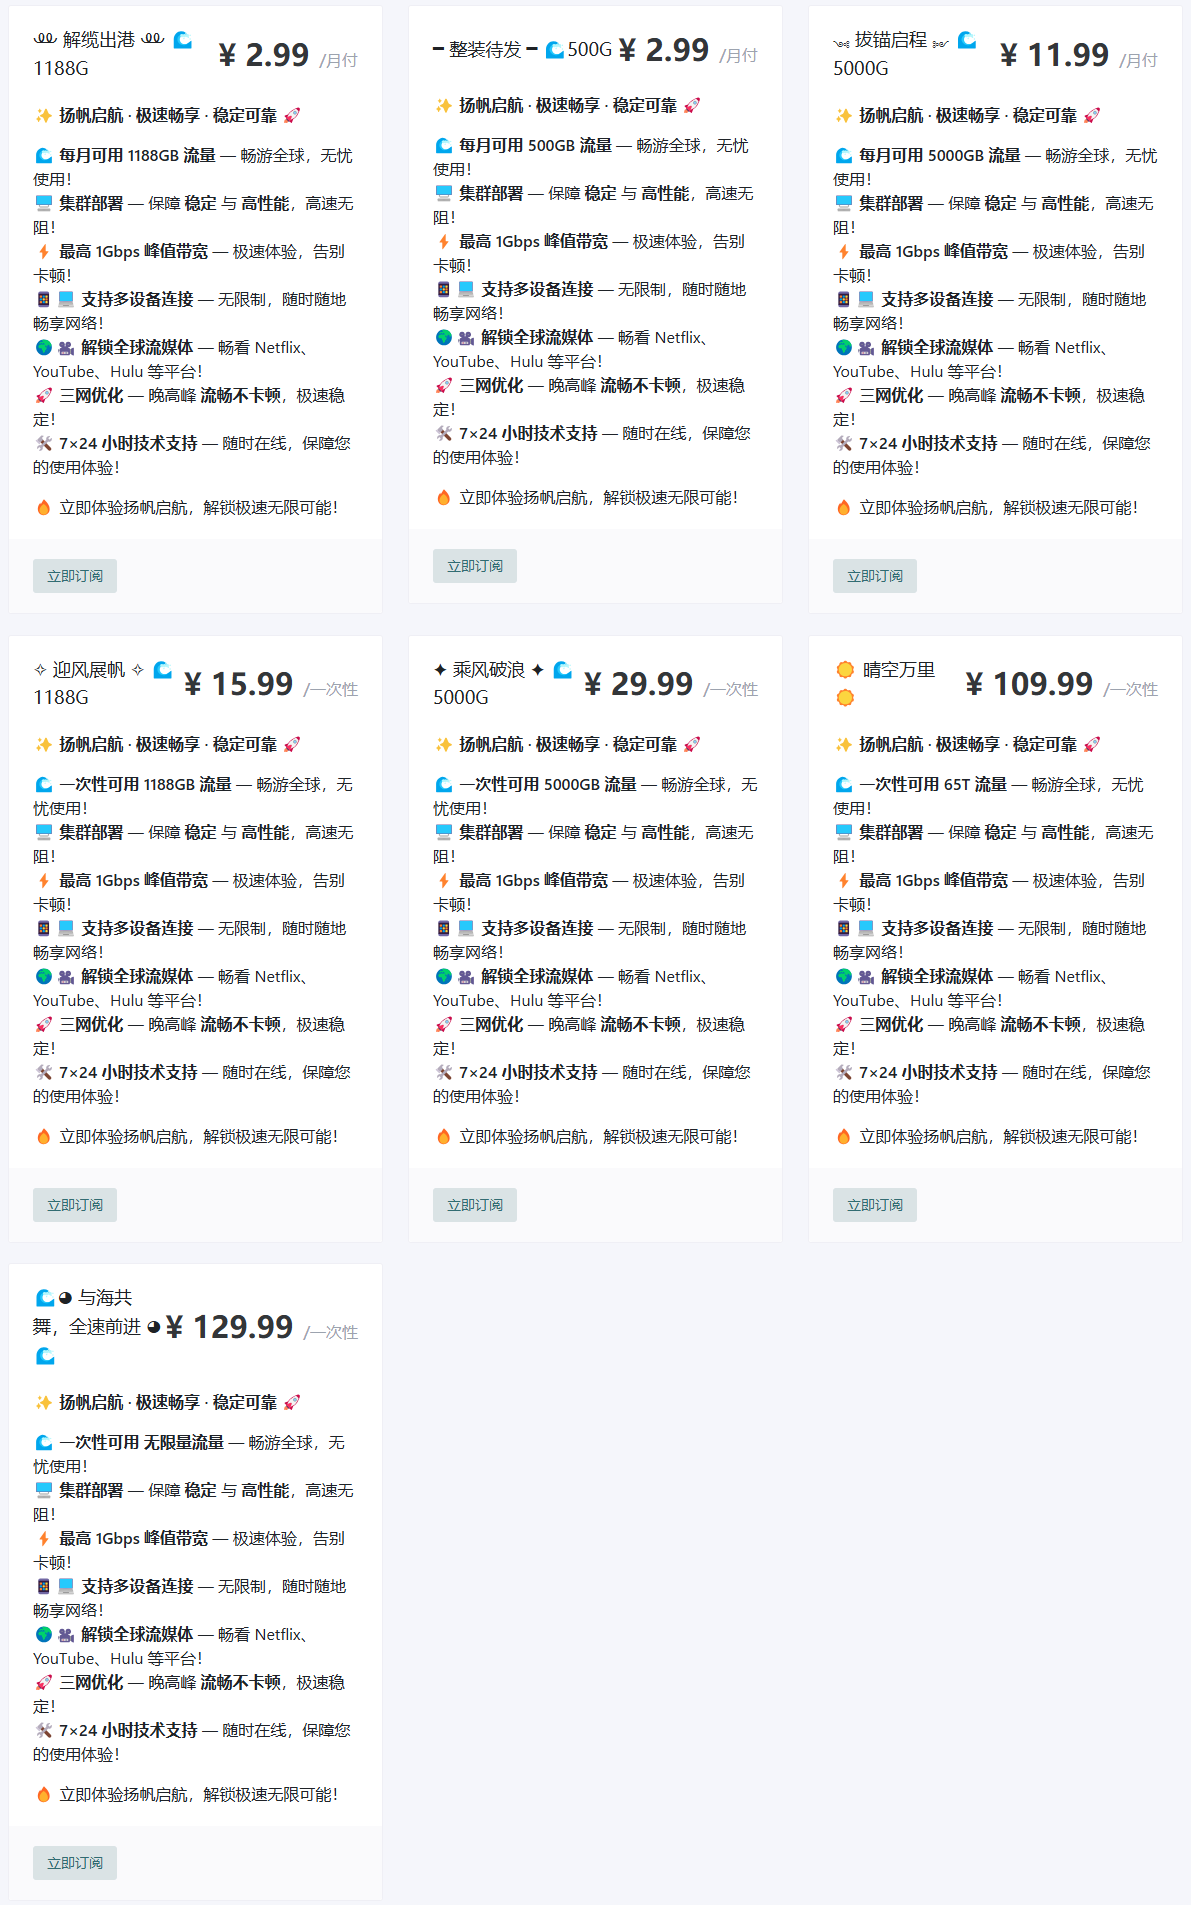 解缆出港 🌊
1188G
¥ 2.99 /月付
✨ 扬帆启航 · 极速畅享 · 稳定可靠 🚀
🌊 每月可用 1188GB 流量 — 畅游全球，无忧
使用！
🖥️ 集群部署 — 保障 稳定 与 高性能，高速无
阻！
⚡ 最高 1Gbps 峰值带宽 — 极速体验，告别
卡顿！
📱 💻 支持多设备连接 — 无限制，随时随地
畅享网络！
🌍 🎥 解锁全球流媒体 — 畅看 Netflix、
YouTube、Hulu 等平台！
🚀 三网优化 — 晚高峰 流畅不卡顿，极速稳
定！
🛠️ 7×24 小时技术支持 — 随时在线，保障您
的使用体验！
🔥 立即体验扬帆启航，解锁极速无限可能！
立即订阅
━ 整装待发 ━ 🌊500G ¥ 2.99 /月付
✨ 扬帆启航 · 极速畅享 · 稳定可靠 🚀
🌊 每月可用 500GB 流量 — 畅游全球，无忧
使用！
🖥️ 集群部署 — 保障 稳定 与 高性能，高速无
阻！
⚡ 最高 1Gbps 峰值带宽 — 极速体验，告别
卡顿！
📱 💻 支持多设备连接 — 无限制，随时随地
畅享网络！
🌍 🎥 解锁全球流媒体 — 畅看 Netflix、
YouTube、Hulu 等平台！
🚀 三网优化 — 晚高峰 流畅不卡顿，极速稳
定！
🛠️ 7×24 小时技术支持 — 随时在线，保障您
的使用体验！
🔥 立即体验扬帆启航，解锁极速无限可能！
立即订阅
拔锚启程 🌊
5000G
¥ 11.99 /月付
✨ 扬帆启航 · 极速畅享 · 稳定可靠 🚀
🌊 每月可用 5000GB 流量 — 畅游全球，无忧
使用！
🖥️ 集群部署 — 保障 稳定 与 高性能，高速无
阻！
⚡ 最高 1Gbps 峰值带宽 — 极速体验，告别
卡顿！
📱 💻 支持多设备连接 — 无限制，随时随地
畅享网络！
🌍 🎥 解锁全球流媒体 — 畅看 Netflix、
YouTube、Hulu 等平台！
🚀 三网优化 — 晚高峰 流畅不卡顿，极速稳
定！
🛠️ 7×24 小时技术支持 — 随时在线，保障您
的使用体验！
🔥 立即体验扬帆启航，解锁极速无限可能！
立即订阅
✧ 迎风展帆 ✧ 🌊
1188G
¥ 15.99 /一次性
✨ 扬帆启航 · 极速畅享 · 稳定可靠 🚀
🌊 一次性可用 1188GB 流量 — 畅游全球，无
忧使用！
🖥️ 集群部署 — 保障 稳定 与 高性能，高速无
阻！
⚡ 最高 1Gbps 峰值带宽 — 极速体验，告别
卡顿！
📱 💻 支持多设备连接 — 无限制，随时随地
畅享网络！
🌍 🎥 解锁全球流媒体 — 畅看 Netflix、
YouTube、Hulu 等平台！
🚀 三网优化 — 晚高峰 流畅不卡顿，极速稳
定！
🛠️ 7×24 小时技术支持 — 随时在线，保障您
的使用体验！
🔥 立即体验扬帆启航，解锁极速无限可能！
立即订阅
✦ 乘风破浪 ✦ 🌊
5000G
¥ 29.99 /一次性
✨ 扬帆启航 · 极速畅享 · 稳定可靠 🚀
🌊 一次性可用 5000GB 流量 — 畅游全球，无
忧使用！
🖥️ 集群部署 — 保障 稳定 与 高性能，高速无
阻！
⚡ 最高 1Gbps 峰值带宽 — 极速体验，告别
卡顿！
📱 💻 支持多设备连接 — 无限制，随时随地
畅享网络！
🌍 🎥 解锁全球流媒体 — 畅看 Netflix、
YouTube、Hulu 等平台！
🚀 三网优化 — 晚高峰 流畅不卡顿，极速稳
定！
🛠️ 7×24 小时技术支持 — 随时在线，保障您
的使用体验！
🔥 立即体验扬帆启航，解锁极速无限可能！
立即订阅
🌞 晴空万里
🌞
¥ 109.99 /一次性
✨ 扬帆启航 · 极速畅享 · 稳定可靠 🚀
🌊 一次性可用 65T 流量 — 畅游全球，无忧
使用！
🖥️ 集群部署 — 保障 稳定 与 高性能，高速无
阻！
⚡ 最高 1Gbps 峰值带宽 — 极速体验，告别
卡顿！
📱 💻 支持多设备连接 — 无限制，随时随地
畅享网络！
🌍 🎥 解锁全球流媒体 — 畅看 Netflix、
YouTube、Hulu 等平台！
🚀 三网优化 — 晚高峰 流畅不卡顿，极速稳
定！
🛠️ 7×24 小时技术支持 — 随时在线，保障您
的使用体验！
🔥 立即体验扬帆启航，解锁极速无限可能！
立即订阅
🌊◕ 与海共
舞，全速前进 ◕
🌊
¥ 129.99 /一次性
✨ 扬帆启航 · 极速畅享 · 稳定可靠 🚀
🌊 一次性可用 无限量流量 — 畅游全球，无
忧使用！
🖥️ 集群部署 — 保障 稳定 与 高性能，高速无
阻！
⚡ 最高 1Gbps 峰值带宽 — 极速体验，告别
卡顿！
📱 💻 支持多设备连接 — 无限制，随时随地
畅享网络！
🌍 🎥 解锁全球流媒体 — 畅看 Netflix、
YouTube、Hulu 等平台！
🚀 三网优化 — 晚高峰 流畅不卡顿，极速稳
定！
🛠️ 7×24 小时技术支持 — 随时在线，保障您
的使用体验！
🔥 立即体验扬帆启航，解锁极速无限可能！
立即订阅